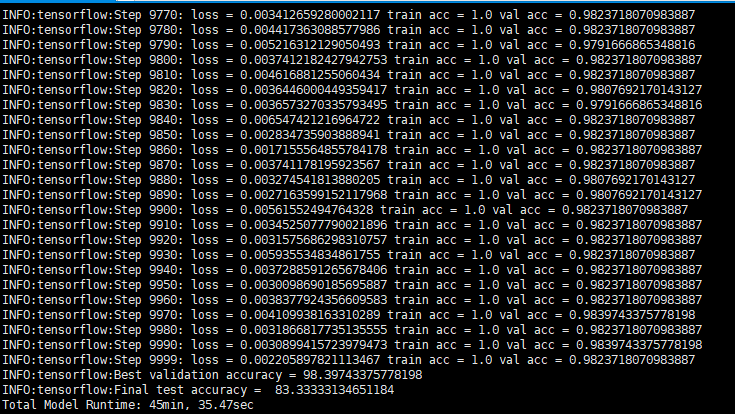 INFO:tensorflow:Step 9770: loss = 0.003412659280002117 train acc = 1.0 val acc = 0.9823718070983887
INFO:tensorflow:Step 9780: loss = 0.004417363088577986 train acc = 1.0 val acc = 0.9823718070983887
INFO:tensorflow:Step 9790: loss = 0.005216312129050493 train acc = 1.0 val acc = 0.9791666865348816
INFO:tensorflow:Step 9800: loss = 0.0037412182427942753 train acc = 1.0 val acc = 0.9823718070983887
INFO:tensorflow:Step 9810: loss = 0.004616881255060434 train acc = 1.0 val acc = 0.9823718070983887
INFO:tensorflow:Step 9820: loss = 0.0036446000449359417 train acc = 1.0 val acc = 0.9807692170143127
INFO:tensorflow:Step 9830: loss = 0.0036573270335793495 train acc = 1.0 val acc = 0.9791666865348816
INFO:tensorflow:Step 9840: loss = 0.006547421216964722 train acc = 1.0 val acc = 0.9823718070983887
INFO:tensorflow:Step 9850: loss = 0.002834735903888941 train acc = 1.0 val acc = 0.9823718070983887
INFO:tensorflow:Step 9860: loss = 0.0017155564855784178 train acc = 1.0 val acc = 0.9823718070983887
INFO:tensorflow:Step 9870: loss = 0.003741178195923567 train acc = 1.0 val acc = 0.9823718070983887
INFO:tensorflow:Step 9880: loss = 0.003274541813880205 train acc = 1.0 val acc = 0.9807692170143127
INFO:tensorflow:Step 9890: loss = 0.0027163599152117968 train acc = 1.0 val acc = 0.9807692170143127
INFO:tensorflow:Step 9900: loss = 0.00561552494764328 train acc = 1.0 val acc = 0.9823718070983887
INFO:tensorflow:Step 9910: loss = 0.0034525077790021896 train acc = 1.0 val acc = 0.9823718070983887
INFO:tensorflow:Step 9920: loss = 0.0031575686298310757 train acc = 1.0 val acc = 0.9823718070983887
INFO:tensorflow:Step 9930: loss = 0.005935534834861755 train acc = 1.0 val acc = 0.9823718070983887
INFO:tensorflow:Step 9940: loss = 0.0037288591265678406 train acc = 1.0 val acc = 0.9823718070983887
INFO:tensorflow:Step 9950: loss = 0.0030098690185695887 train acc = 1.0 val acc = 0.9823718070983887
INFO:tensorflow:Step 9960: loss = 0.0038377924356609583 train acc = 1.0 val acc = 0.9823718070983887
INFO:tensorflow:Step 9970: loss = 0.004109938163310289 train acc = 1.0 val acc = 0.9839743375778198
INFO:tensorflow:Step 9980: loss = 0.0031866817735135555 train acc = 1.0 val acc = 0.9823718070983887
INFO:tensorflow:Step 9990: loss = 0.0030899415723979473 train acc = 1.0 val acc = 0.9839743375778198
INFO:tensorflow:Step 9999: loss = 0.002205897821113467 train acc = 1.0 val acc = 0.9823718070983887
INFO:tensorflow:Best validation accuracy = 98.39743375778198
INFO:tensorflow:Final test accuracy =  83.33333134651184
Total Model Runtime: 45min, 35.47sec